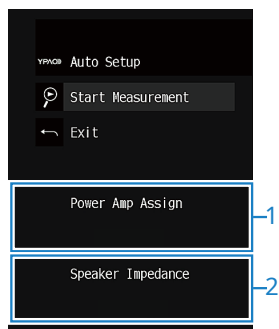 YPAO Auto Setup
Start Measurement
Exit
Power Amp Assign
1
Speaker Impedance
2